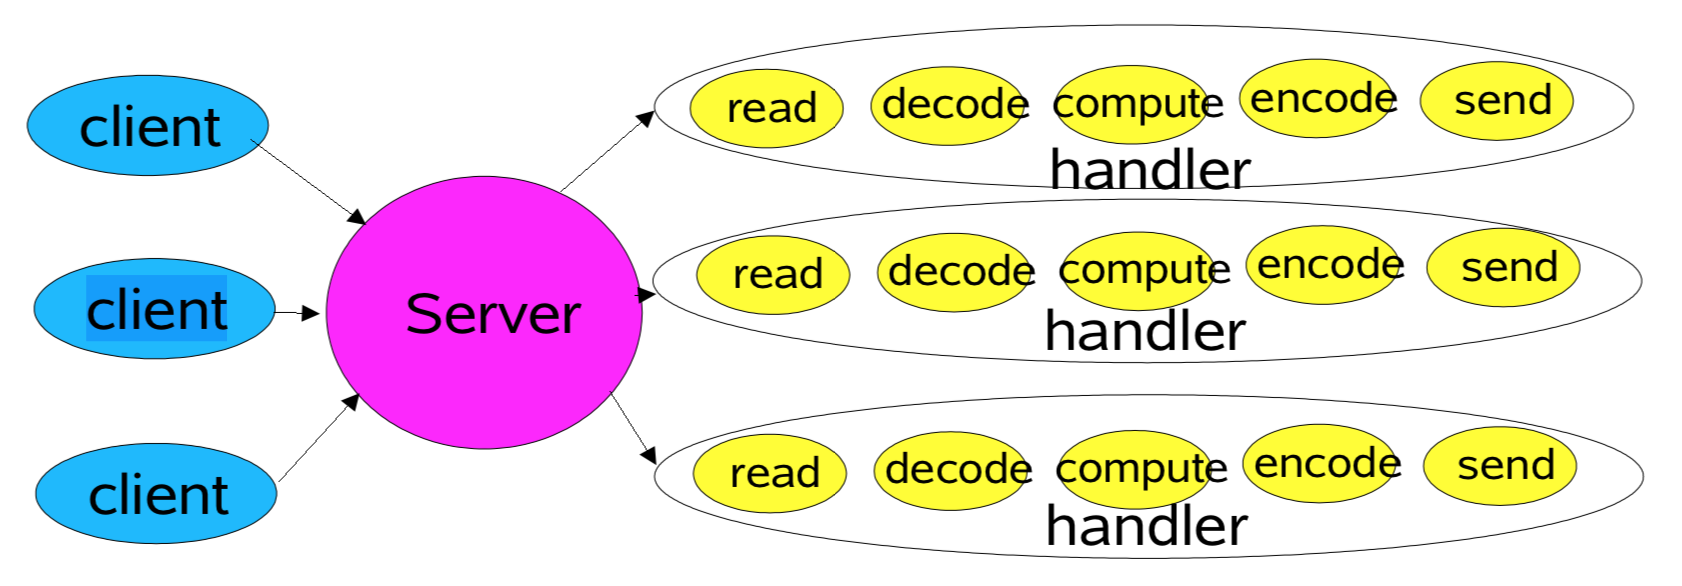 client
client
client
Server
read decode compute encode send
handler
read decode compute encode send
handler
read decode compute encode send
handler